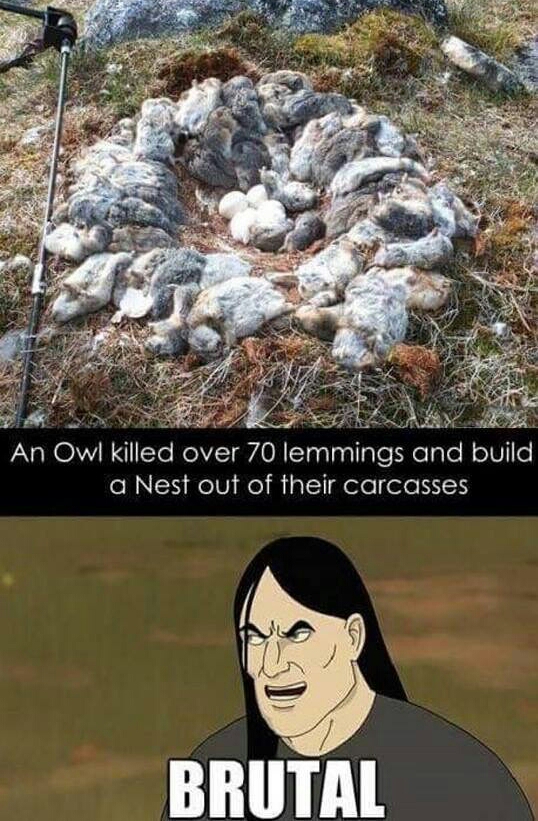 An Owl killed over 70 lemmings and build
a Nest out of their carcasses
BRUTAL